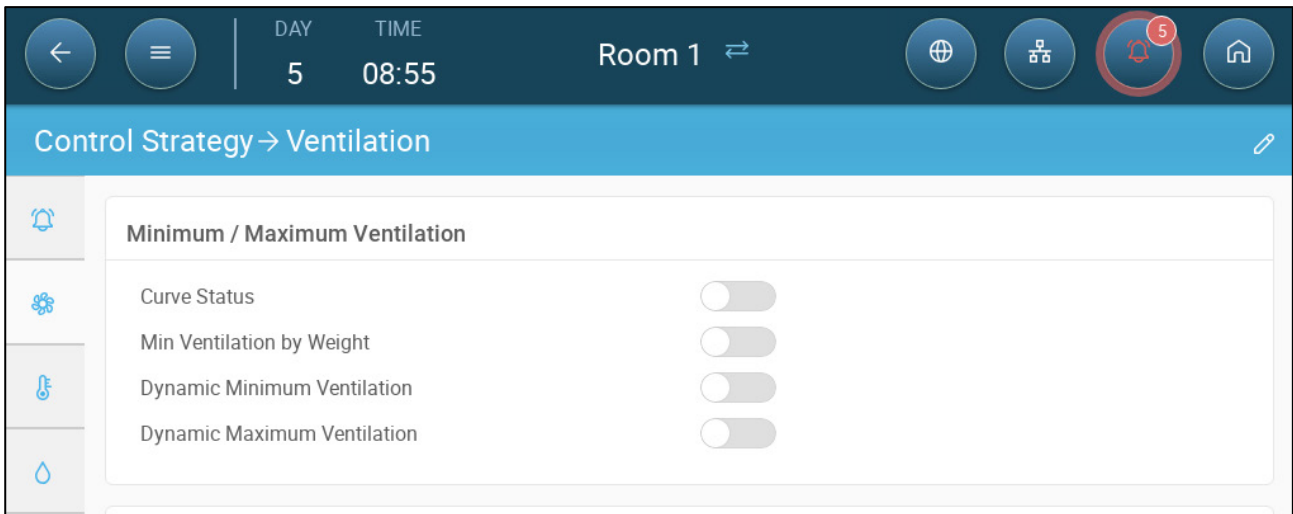 DAY TIME
5 08:55
Room 1
5
Control Strategy → Ventilation
Minimum / Maximum Ventilation
Curve Status
Min Ventilation by Weight
Dynamic Minimum Ventilation
Dynamic Maximum Ventilation